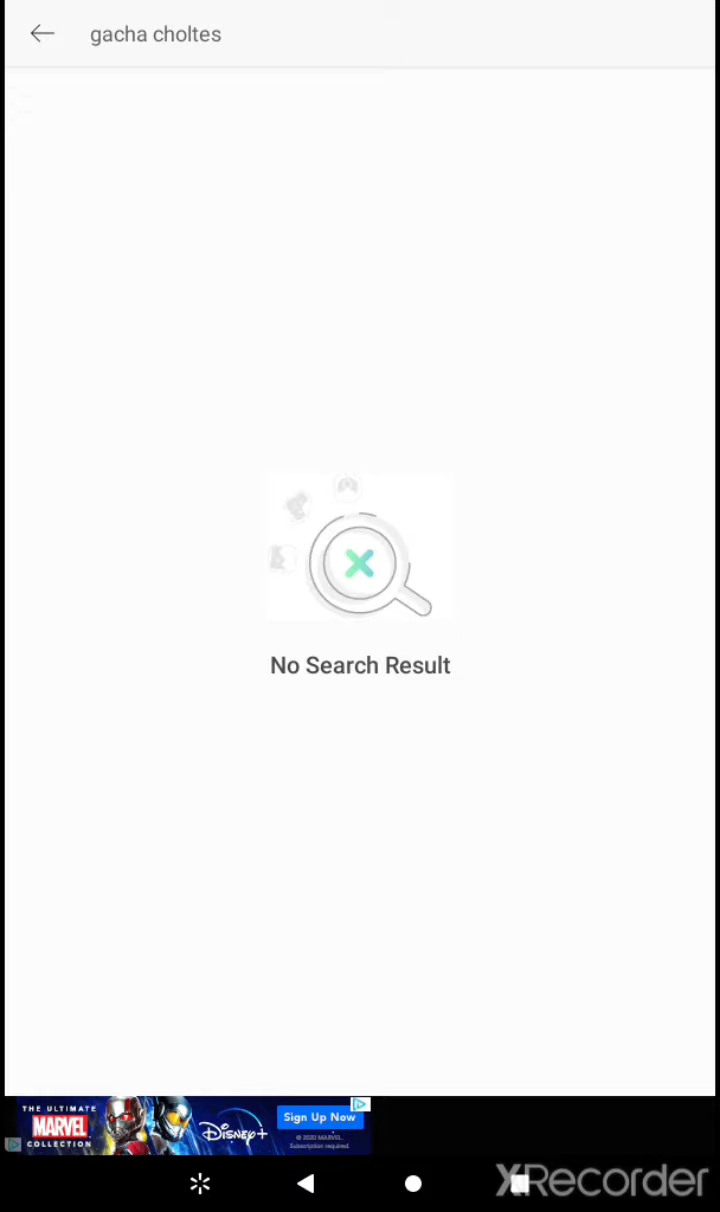 gacha choltes
No Search Result
THE ULTIMATE
MARVEL
COLLECTION
Disney+
Sign Up Now
© 2020 MARVEL.
Subscription required.
XRecorder